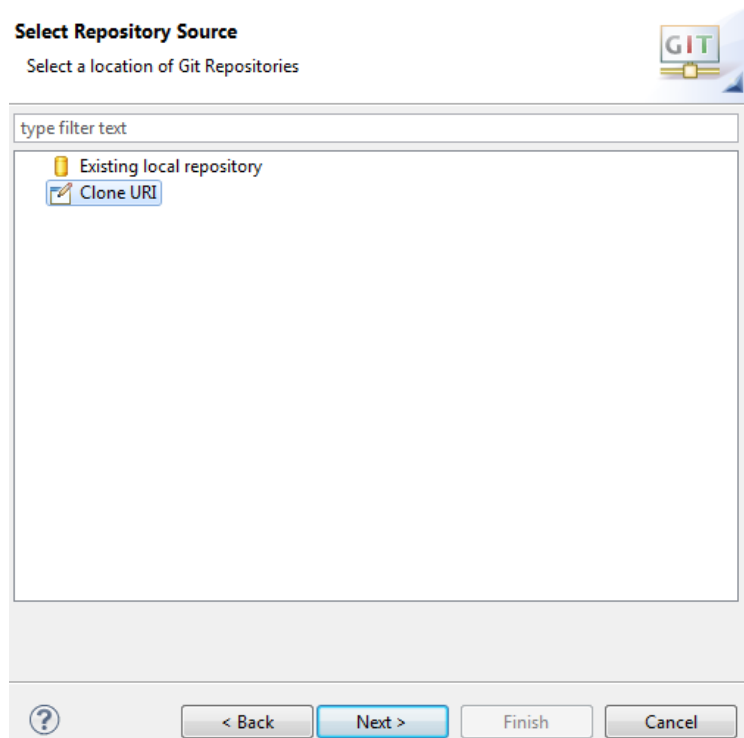 Select Repository Source
Select a location of Git Repositories
GIT
type filter text
Existing local repository
Clone URI
?
< Back
Next >
Finish
Cancel